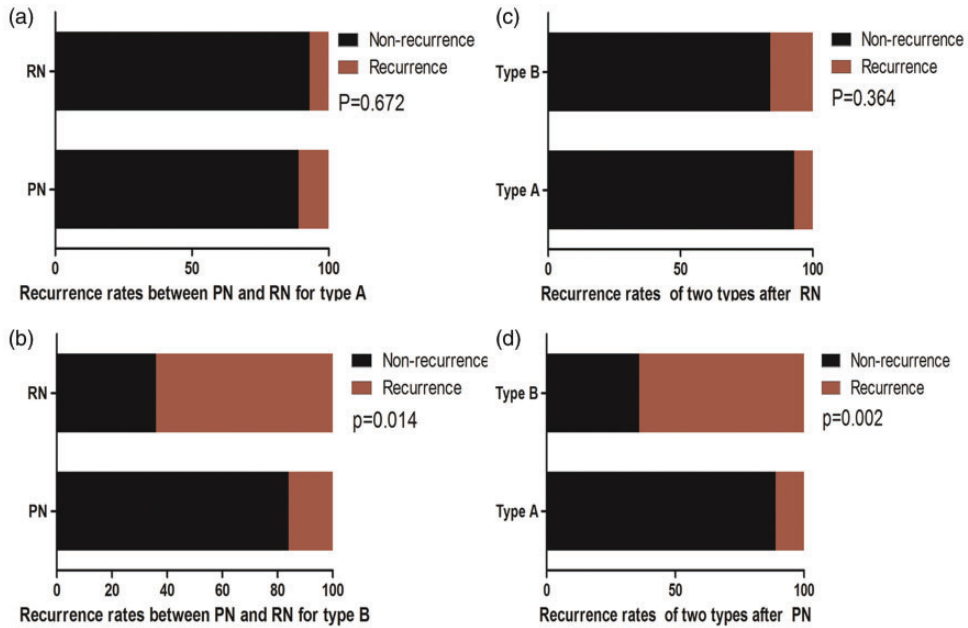 (a)
Non-recurrence
Recurrence
P=0.672
RN
PN
0 50 100
Recurrence rates between PN and RN for type A
(c)
Non-recurrence
Recurrence
P=0.364
Type B
Type A
0 50 100
Recurrence rates of two types after RN
(b)
Non-recurrence
Recurrence
p=0.014
RN
PN
0 20 40 60 80 100
Recurrence rates between PN and RN for type B
(d)
Non-recurrence
Recurrence
p=0.002
Type B
Type A
0 50 100
Recurrence rates of two types after PN